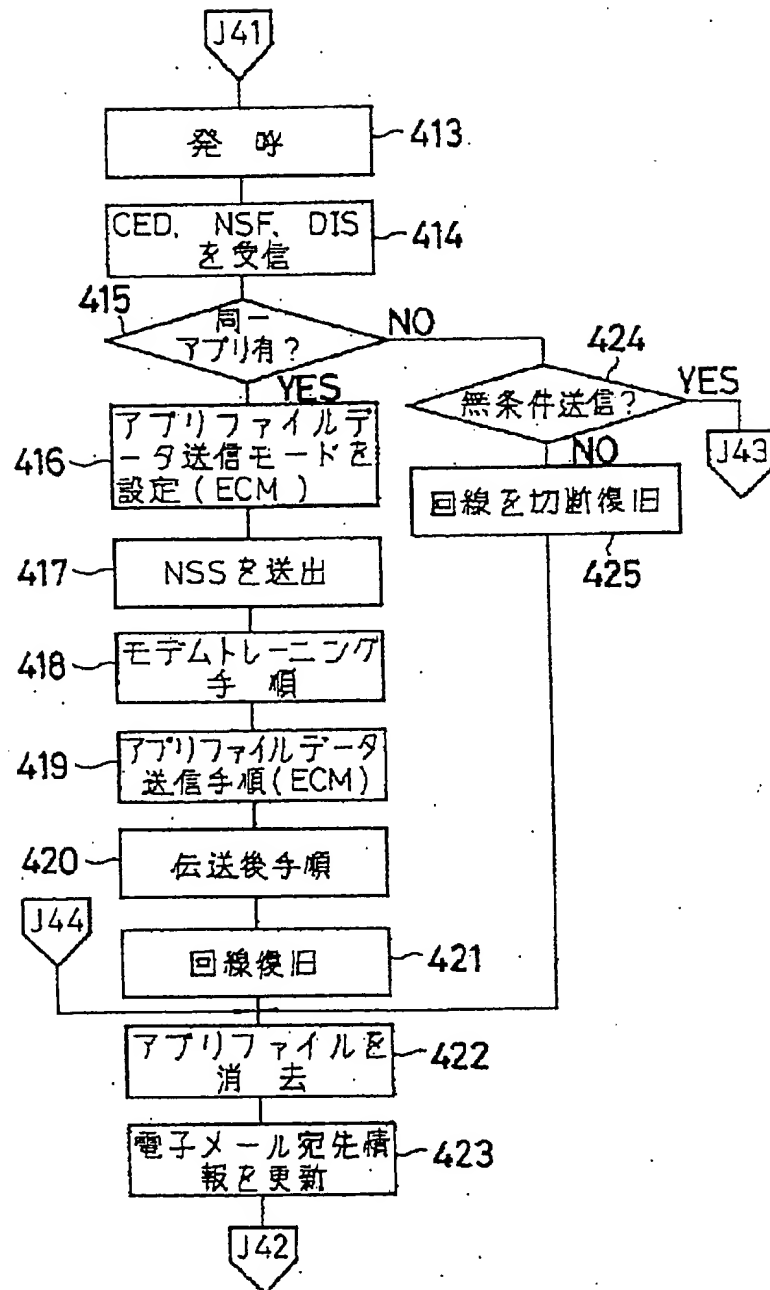 J41
発呼
413
CED、NSF、DIS
を受信
414
415
同一
アプリ有?
NO
YES
424
無条件送信?
YES
NO
J43
416
アプリファイルデ
ータ送信モードを
設定(ECM)
回線を切断復旧
425
417
NSSを送出
418
モデムトレーニング
手順
419
アプリファイルデータ
送信手順(ECM)
420
伝送後手順
J44
回線復旧
421
アプリファイルを
消去
422
電子メール宛先情
報を更新
423
J42